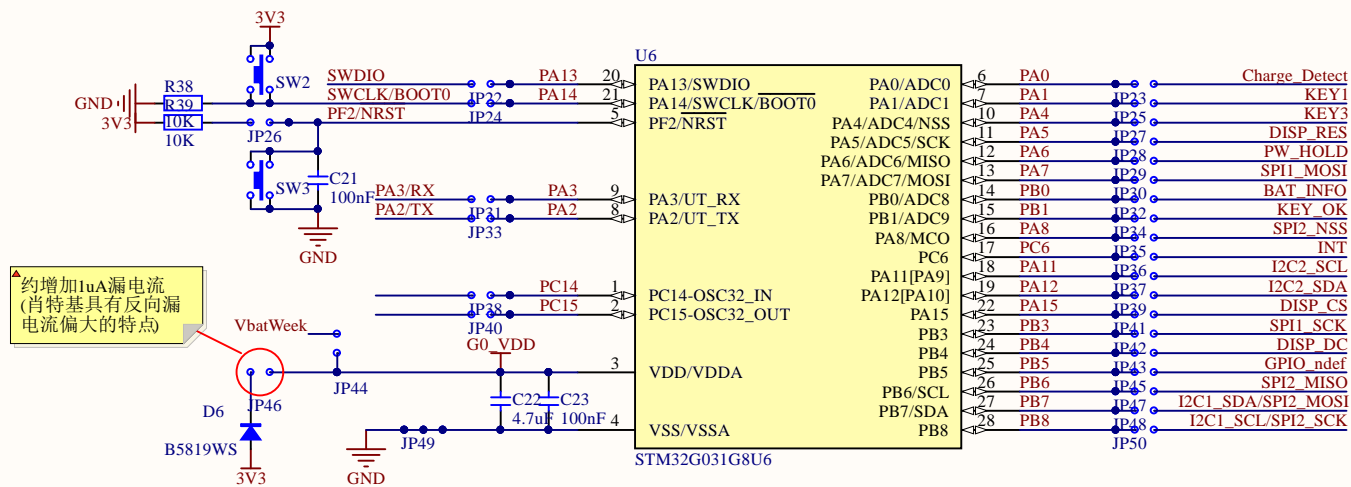 3V3
SW2
R38
GND
R39
3V3
10K
10K
JP26
SWDIO
SWCLK/BOOT0
PF2/NRST
JP22
JP24
PA13
PA14
20
21
5
SW3
C21
100nF
GND
PA3/RX
PA2/TX
JP31
JP33
PA3
PA2
9
8
PC14
PC15
JP38
JP40
1
2
约增加1uA漏电流
(肖特基具有反向漏
电流偏大的特点)
VbatWeek
JP44
JP46
D6
B5819WS
3V3
G0_VDD
C22
4.7uF
C23
100nF
3
4
JP49
GND
U6
PA13/SWDIO
PA14/SWCLK/BOOT0
PF2/NRST
PA3/UT_RX
PA2/UT_TX
PC14-OSC32_IN
PC15-OSC32_OUT
VDD/VDDA
VSS/VSSA
PA0/ADC0
PA1/ADC1
PA4/ADC4/NSS
PA5/ADC5/SCK
PA6/ADC6/MISO
PA7/ADC7/MOSI
PB0/ADC8
PB1/ADC9
PA8/MCO
PC6
PA11[PA9]
PA12[PA10]
PA15
PB3
PB4
PB5
PB6/SCL
PB7/SDA
PB8
STM32G031G8U6
6 PA0 Charge_Detect
JP23
7 PA1 KEY1
JP25
10 PA4 KEY3
JP27
11 PA5 DISP_RES
JP28
12 PA6 PW_HOLD
JP29
13 PA7 SPI1_MOSI
JP30
14 PB0 BAT_INFO
JP32
15 PB1 KEY_OK
JP34
16 PA8 SPI2_NSS
JP35
17 PC6 INT
JP36
18 PA11 I2C2_SCL
JP37
19 PA12 I2C2_SDA
JP39
22 PA15 DISP_CS
JP41
23 PB3 SPI1_SCK
JP42
24 PB4 DISP_DC
JP43
25 PB5 GPIO_ndef
JP45
26 PB6 SPI2_MISO
JP47
27 PB7 I2C1_SDA/SPI2_MOSI
JP48
28 PB8 I2C1_SCL/SPI2_SCK
JP50